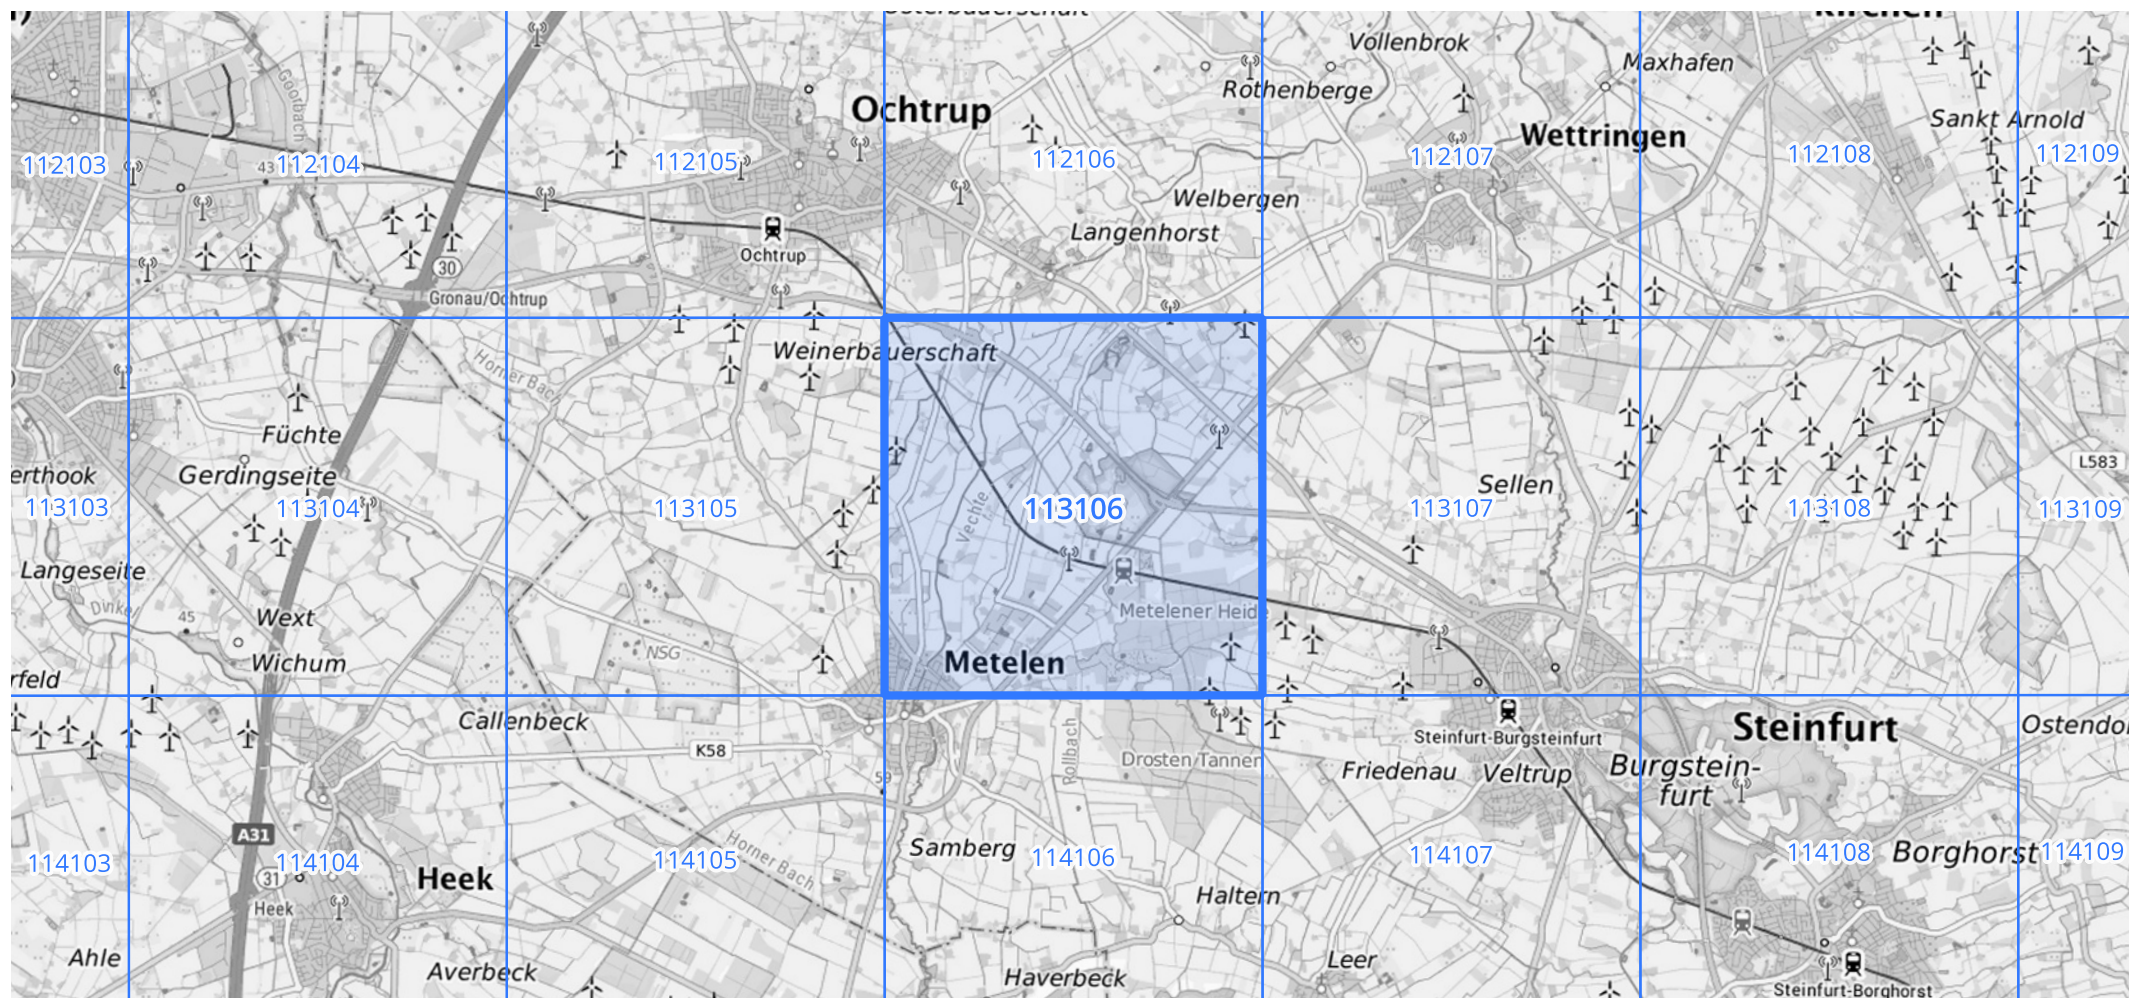 Ochtrup
Vollenbrok
Maxhafen
Rothenberge
Sankt Arnold
Wettringen
Gootbach
112103
43
112104
112105
112106
112107
112108
112109
Welbergen
Langenhorst
Ochtrup
30
Gronau/Ochtrup
Weinerbauerschaft
Horner Bach
Füchte
Gerdingseite
erthook
Sellen
L583
113103
113104
113105
113106
113107
113108
113109
Vechte
Langeseite
Dinkel
45
Wext
Wichum
NSG
Metelener Heide
Metelen
rfeld
Callenbeck
K58
59
Rollbach
Drosten Tannen
Steinfurt-Burgsteinfurt
Steinfurt
Ostendor
Friedenau
Veltrup
Burgstein-
furt
A31
114103
114104
114105
114106
114107
114108
114109
Horner Bach
Samberg
Borghorst
31
Heek
Heek
Haltern
Ahle
Averbeck
Haverbeck
Leer
Steinfurt-Borghorst